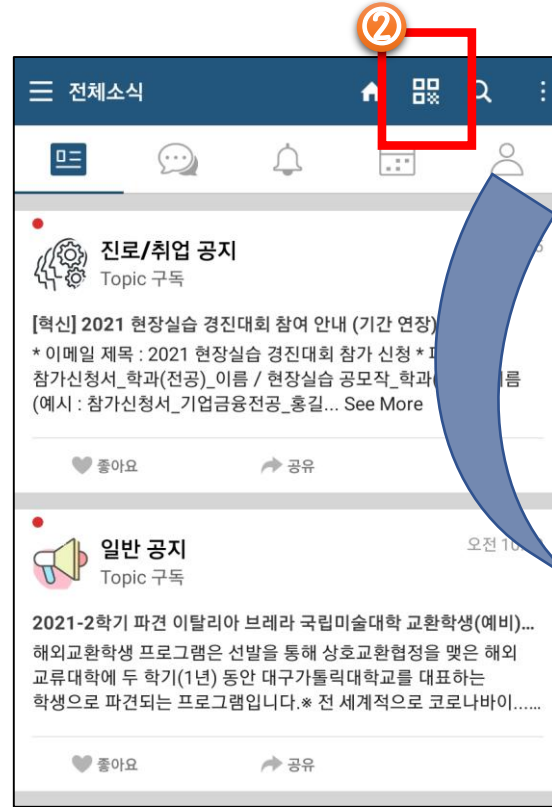 ②
전체소식
진로/취업 공지
Topic 구독
[혁신] 2021 현장실습 경진대회 참여 안내 (기간 연장)
* 이메일 제목 : 2021 현장실습 경진대회 참가 신청 *
참가신청서_학과(전공)_이름 / 현장실습 공모작_학과( 이름
(예시 : 참가신청서_기업금융전공_홍길... See More
좋아요 공유
일반 공지
오전
Topic 구독
2021-2학기 파견 이탈리아 브레라 국립미술대학 교환학생(예비)...
해외교환학생 프로그램은 선발을 통해 상호교환협정을 맺은 해외
교류대학에 두 학기(1년) 동안 대구가톨릭대학교를 대표하는
학생으로 파견되는 프로그램입니다.※ 전 세계적으로 코로나바이......
좋아요 공유